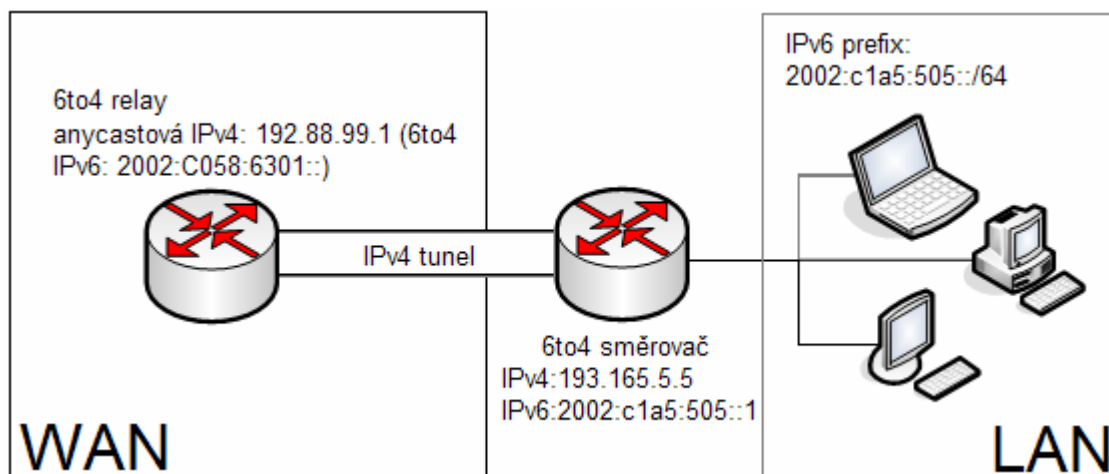 6to4 relay
anycastová IPv4: 192.88.99.1 (6to4
IPv6: 2002:C058:6301::)
IPv4 tunel
6to4 směrovač
IPv4:193.165.5.5
IPv6:2002:c1a5:505::1
WAN
IPv6 prefix:
2002:c1a5:505::/64
LAN